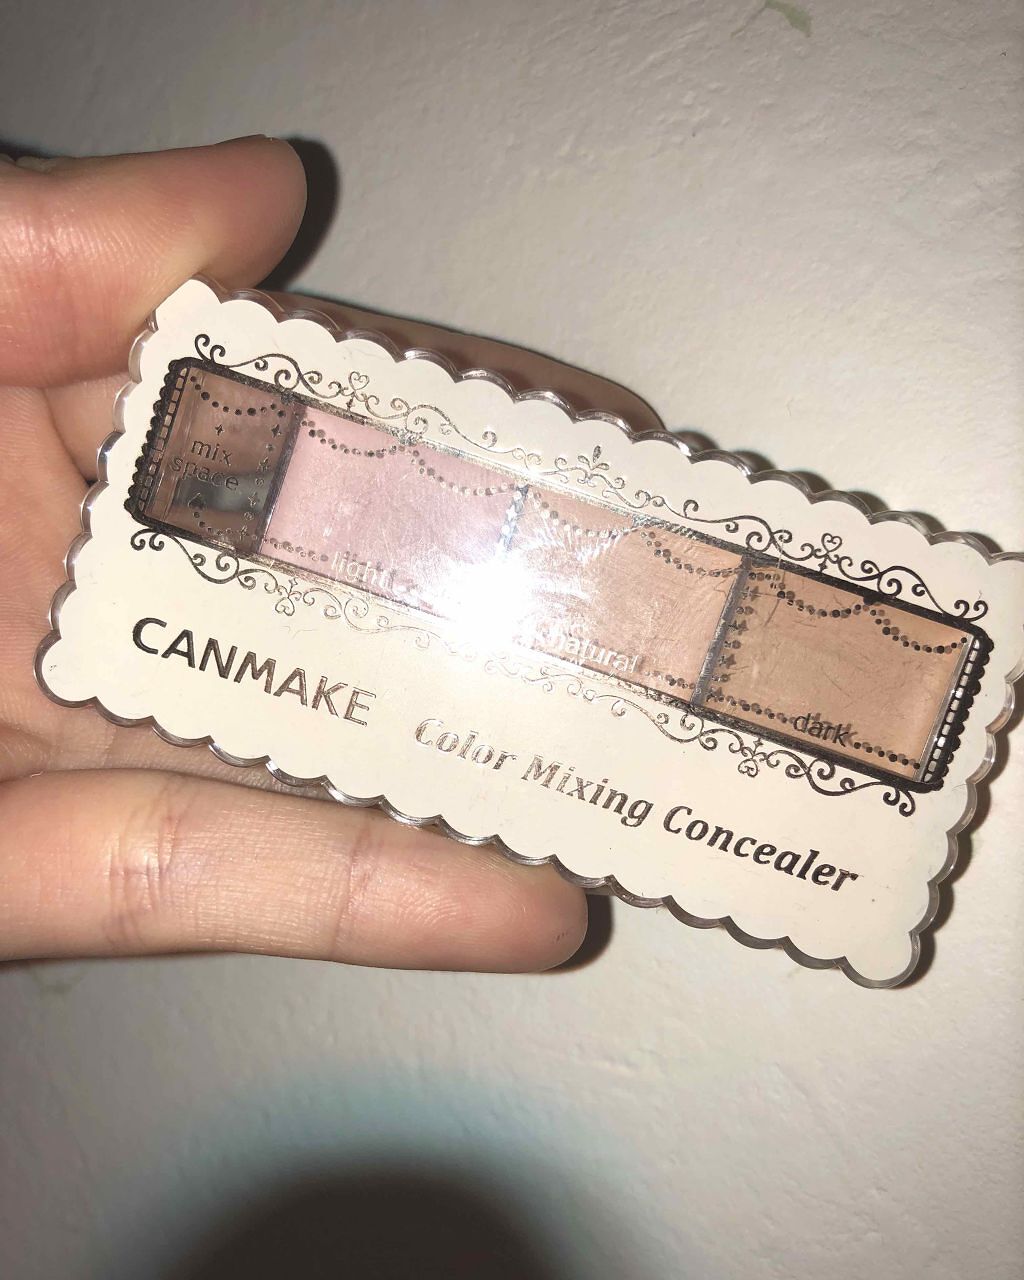 mix
space
light
natural
dark
CANMAKE
Color Mixing Concealer